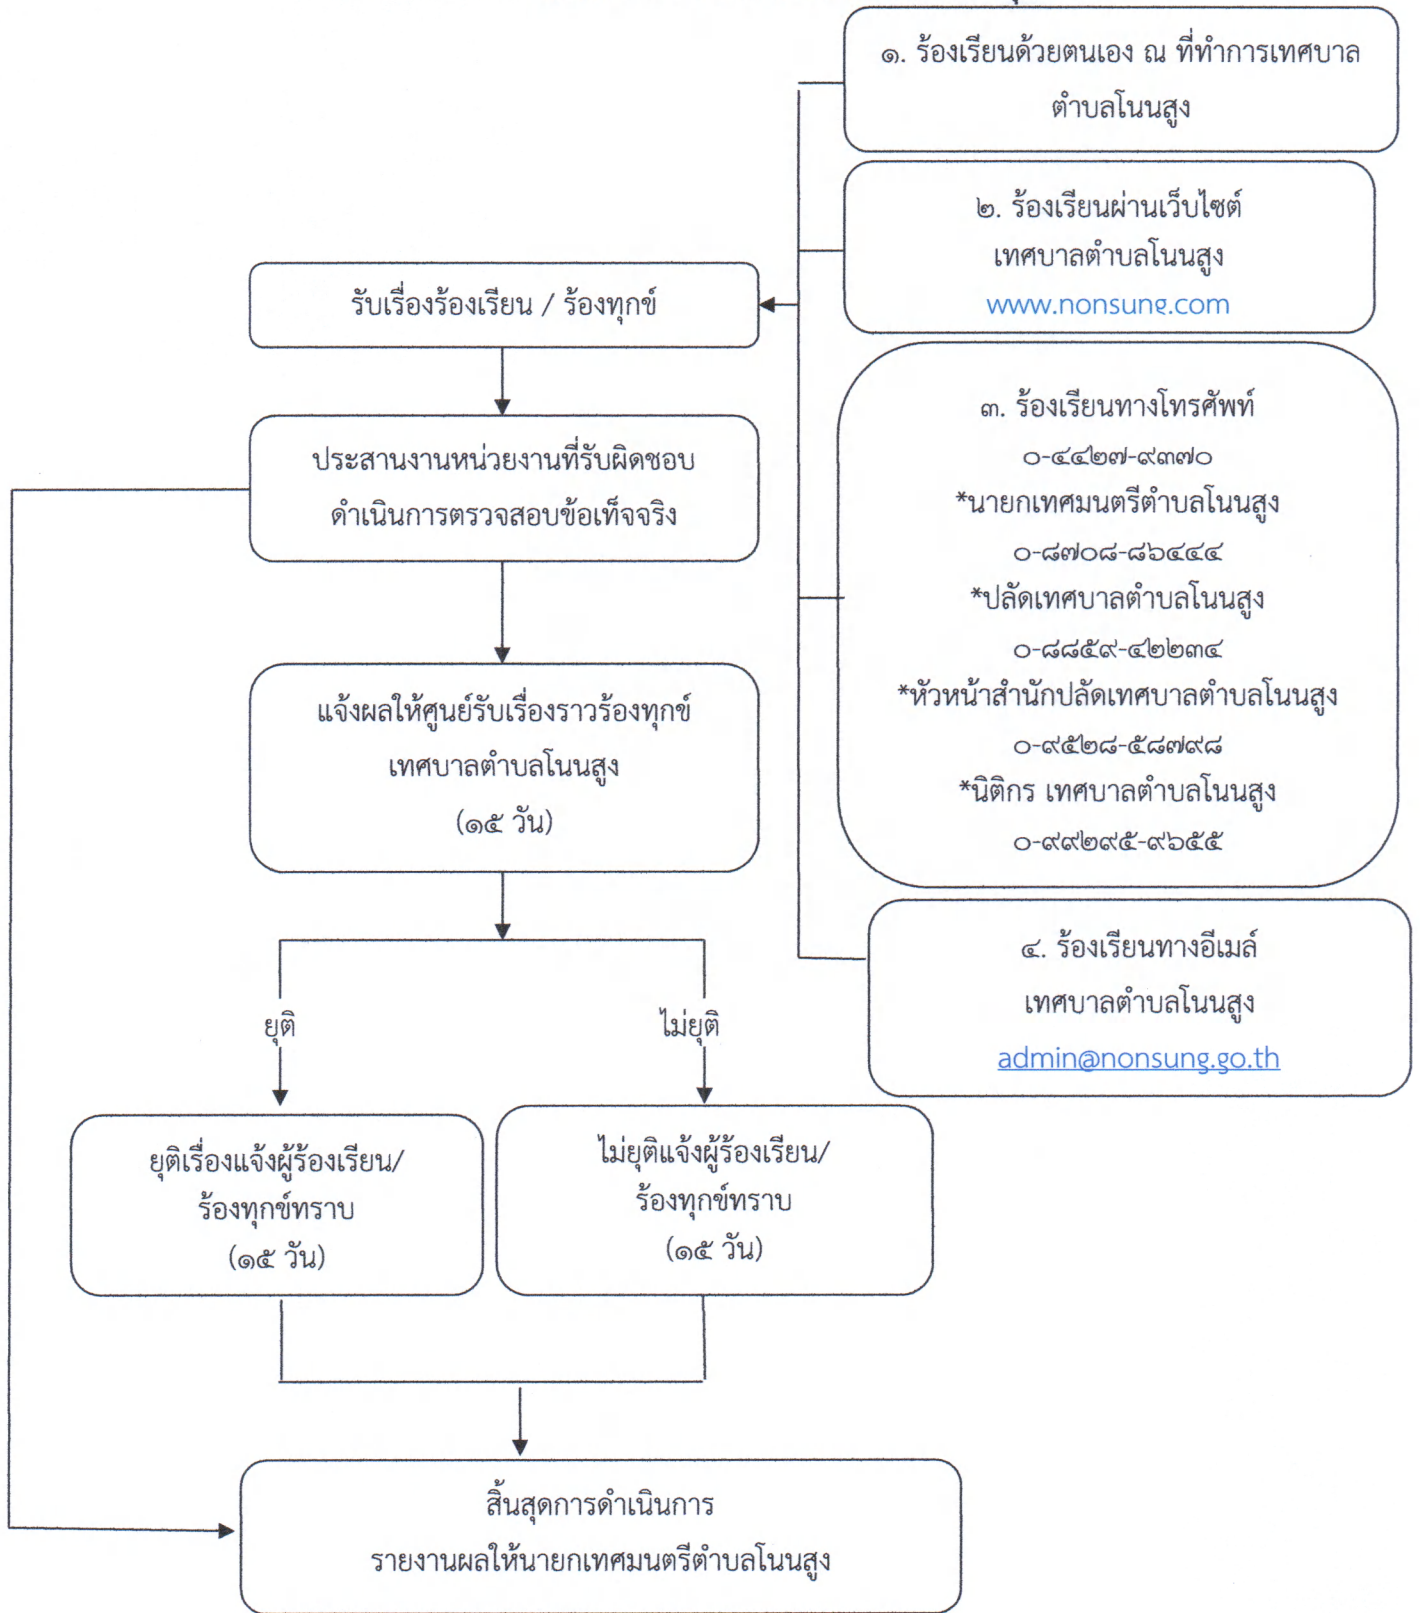 ๑. ร้องเรียนด้วยตนเอง ณ ที่ทำการเทศบาล
ตำบลโนนสูง
๒. ร้องเรียนผ่านเว็บไซต์
เทศบาลตำบลโนนสูง
www.nonsung.com
รับเรื่องร้องเรียน / ร้องทุกข์
๓. ร้องเรียนทางโทรศัพท์
๐-๔๔๒๗-๙๓๗๐
*นายกเทศมนตรีตำบลโนนสูง
๐-๘๗๐๘-๘๖๔๔๔
*ปลัดเทศบาลตำบลโนนสูง
๐-๘๘๕๙-๔๒๒๓๔
*หัวหน้าสำนักปลัดเทศบาลตำบลโนนสูง
๐-๙๕๒๘-๕๘๗๙๘
*นิติกร เทศบาลตำบลโนนสูง
๐-๙๙๒๙๕-๙๖๕๕
ประสานงานหน่วยงานที่รับผิดชอบ
ดำเนินการตรวจสอบข้อเท็จจริง
แจ้งผลให้ศูนย์รับเรื่องราวร้องทุกข์
เทศบาลตำบลโนนสูง
(๑๕ วัน)
๔. ร้องเรียนทางอีเมล์
เทศบาลตำบลโนนสูง
admin@nonsung.go.th
ยุติ
ไม่ยุติ
ยุติเรื่องแจ้งผู้ร้องเรียน/
ร้องทุกข์ทราบ
(๑๕ วัน)
ไม่ยุติแจ้งผู้ร้องเรียน/
ร้องทุกข์ทราบ
(๑๕ วัน)
สิ้นสุดการดำเนินการ
รายงานผลให้นายกเทศมนตรีตำบลโนนสูง